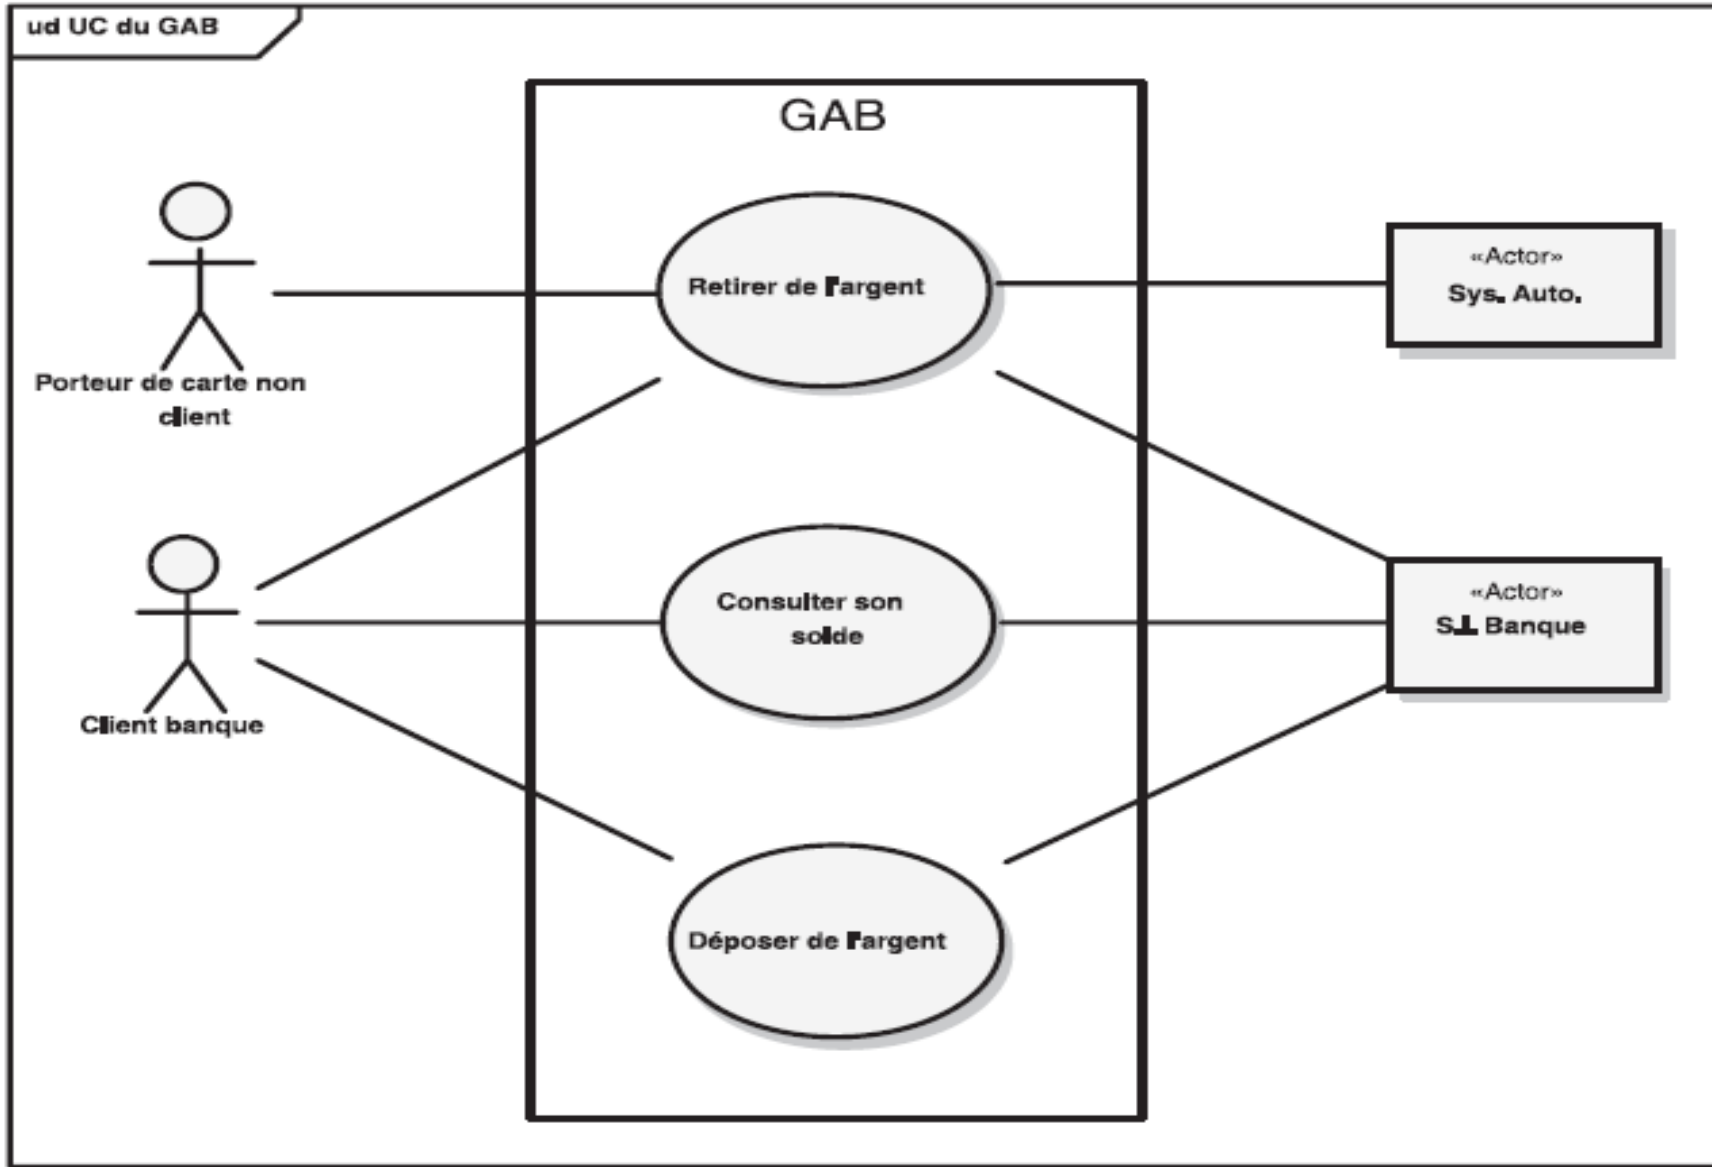 ud UC du GAB
GAB
Retirer de l'argent
«Actor»
Sys. Auto.
Porteur de carte non
client
Consulter son
solde
«Actor»
S.I. Banque
Client banque
Déposer de l'argent